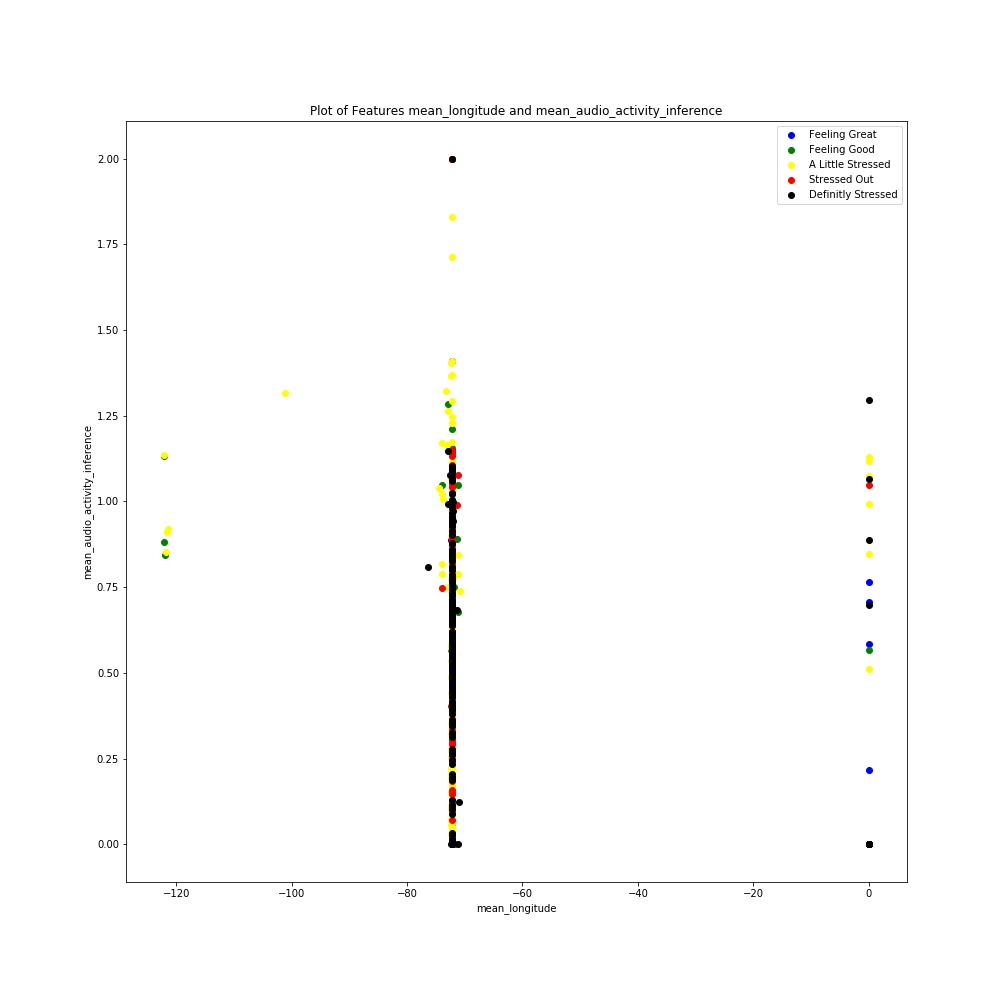 Plot of Features mean_longitude and mean_audio_activity_inference
Feeling Great
Feeling Good
A Little Stressed
Stressed Out
Definitly Stressed
2.00
1.75
1.50
1.25
1.00
0.75
0.50
0.25
0.00
mean_audio_activity_inference
−120
−100
−80
−60
−40
−20
0
mean_longitude